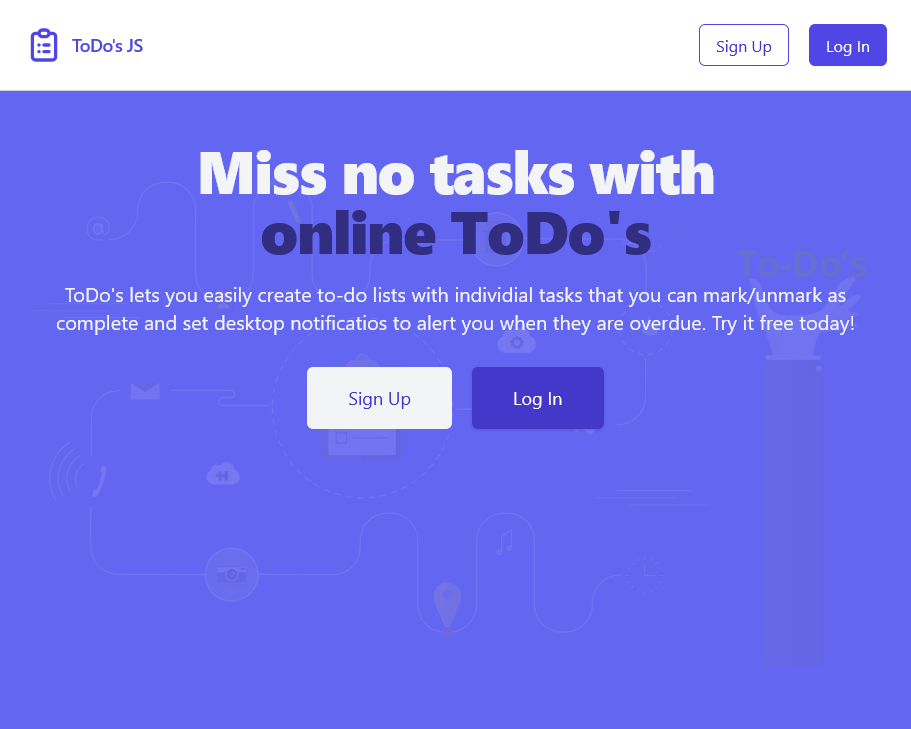 ToDo's JS
Sign Up
Log In
Miss no tasks with
online ToDo's
@
To-Do's
ToDo's lets you easily create to-do lists with individial tasks that you can mark/unmark as
complete and set desktop notificatios to alert you when they are overdue. Try it free today!
Sign Up
Log In